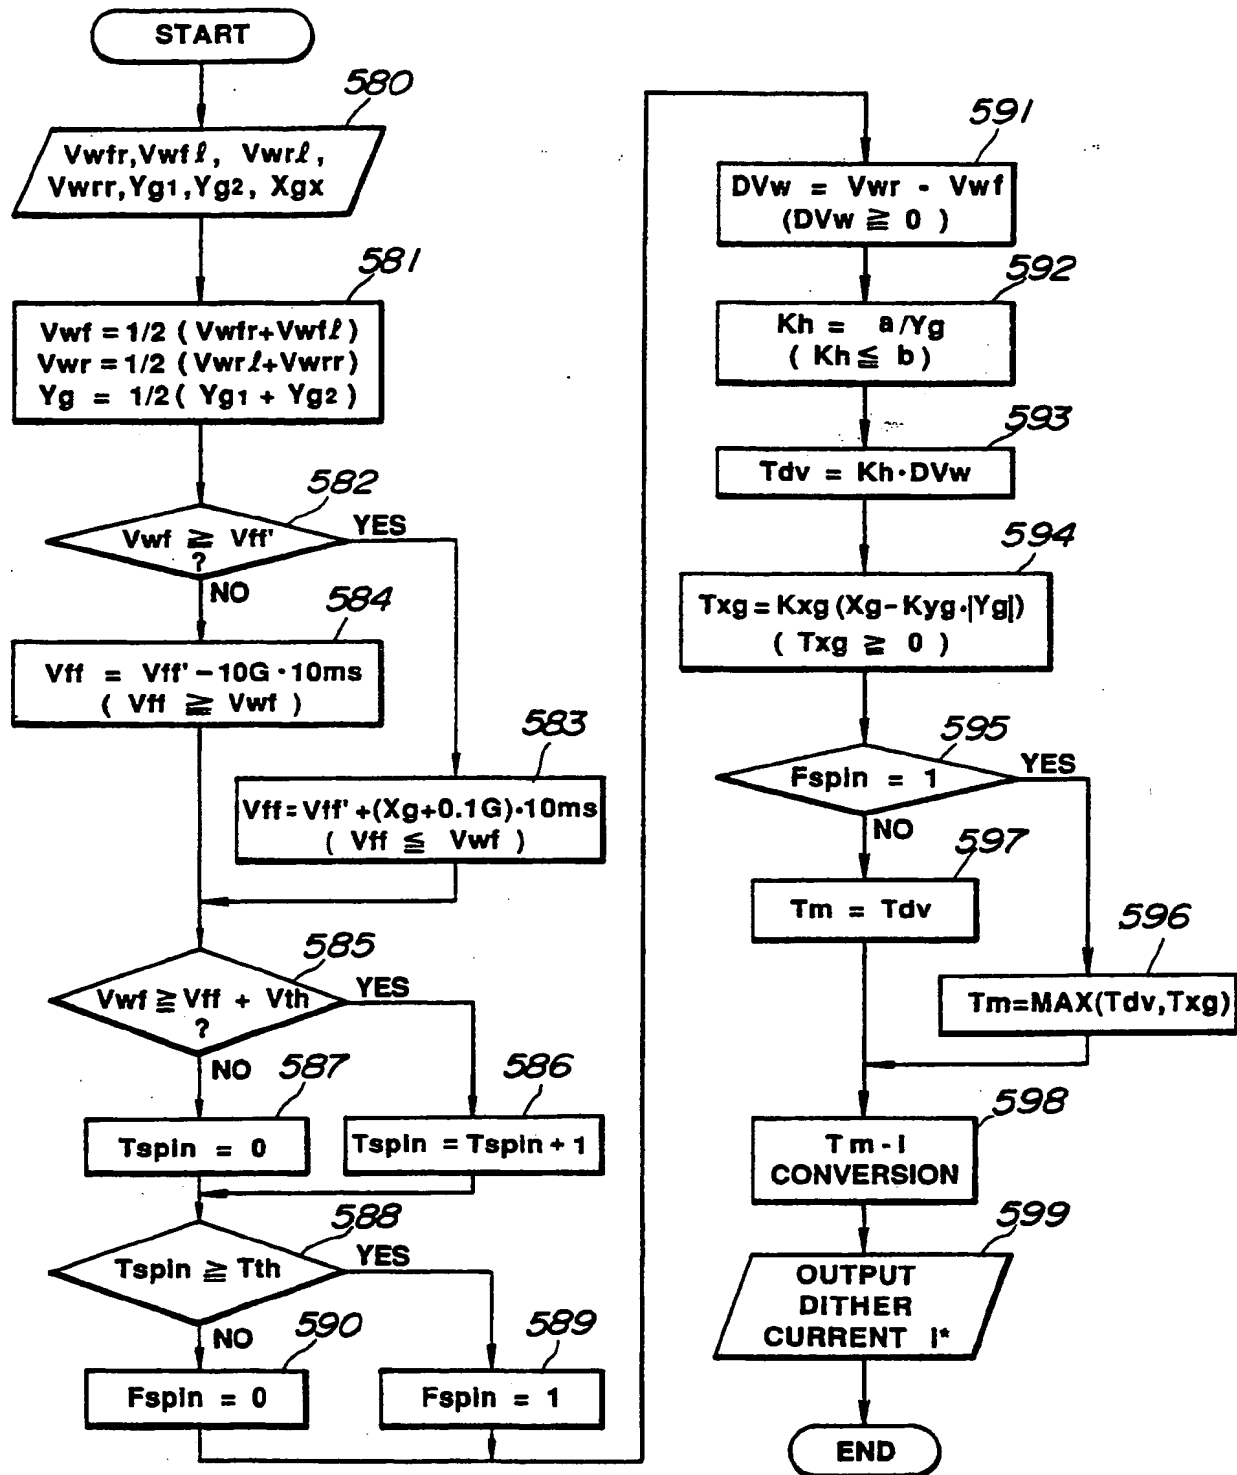 START
580
Vwfr,Vwfℓ, Vwrℓ,
Vwrr,Yg1,Yg2, Xgx
581
Vwf = 1/2 ( Vwfr+Vwfℓ)
Vwr = 1/2 (Vwrℓ+Vwrr)
Yg = 1/2( Yg1 + Yg2 )
582
Vwf ≧ Vff'
?
YES
NO
584
Vff = Vff' - 10G · 10ms
( Vff ≧ Vwf )
583
Vff = Vff' + (Xg+0.1G)·10ms
( Vff ≦ Vwf )
585
Vwf ≧ Vff + Vth
?
YES
NO
587
Tspin = 0
586
Tspin = Tspin + 1
588
Tspin ≧ Tth
YES
NO
590
Fspin = 0
589
Fspin = 1
591
DVw = Vwr - Vwf
(DVw ≧ 0 )
592
Kh = a/Yg
( Kh ≦ b)
593
Tdv = Kh·DVw
594
Txg = Kxg (Xg-Kyg·|Yg|)
( Txg ≧ 0 )
595
Fspin = 1
YES
NO
597
Tm = Tdv
596
Tm=MAX(Tdv,Txg)
598
Tm - I
CONVERSION
599
OUTPUT
DITHER
CURRENT I*
END